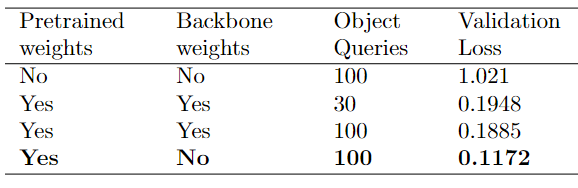 Pretrained weights Backbone weights Object Queries Validation Loss
No No 100 1.021
Yes Yes 30 0.1948
Yes Yes 100 0.1885
Yes No 100 0.1172